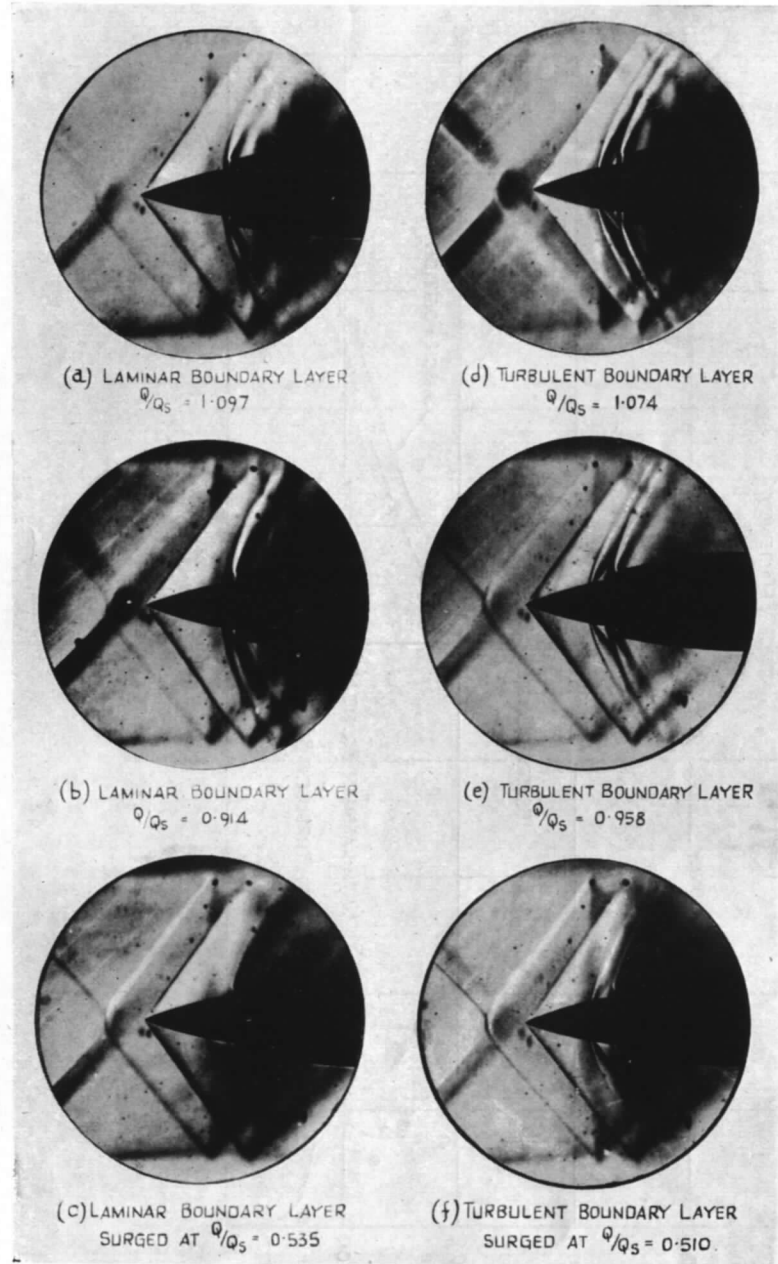 (a) LAMINAR BOUNDARY LAYER
Q/Qs = 1·097
(d) TURBULENT BOUNDARY LAYER
Q/Qs = 1·074
(b) LAMINAR BOUNDARY LAYER
Q/Qs = 0·914
(e) TURBULENT BOUNDARY LAYER
Q/Qs = 0·958
(c) LAMINAR BOUNDARY LAYER
SURGED AT Q/Qs = 0·535
(f) TURBULENT BOUNDARY LAYER
SURGED AT Q/Qs = 0·510.